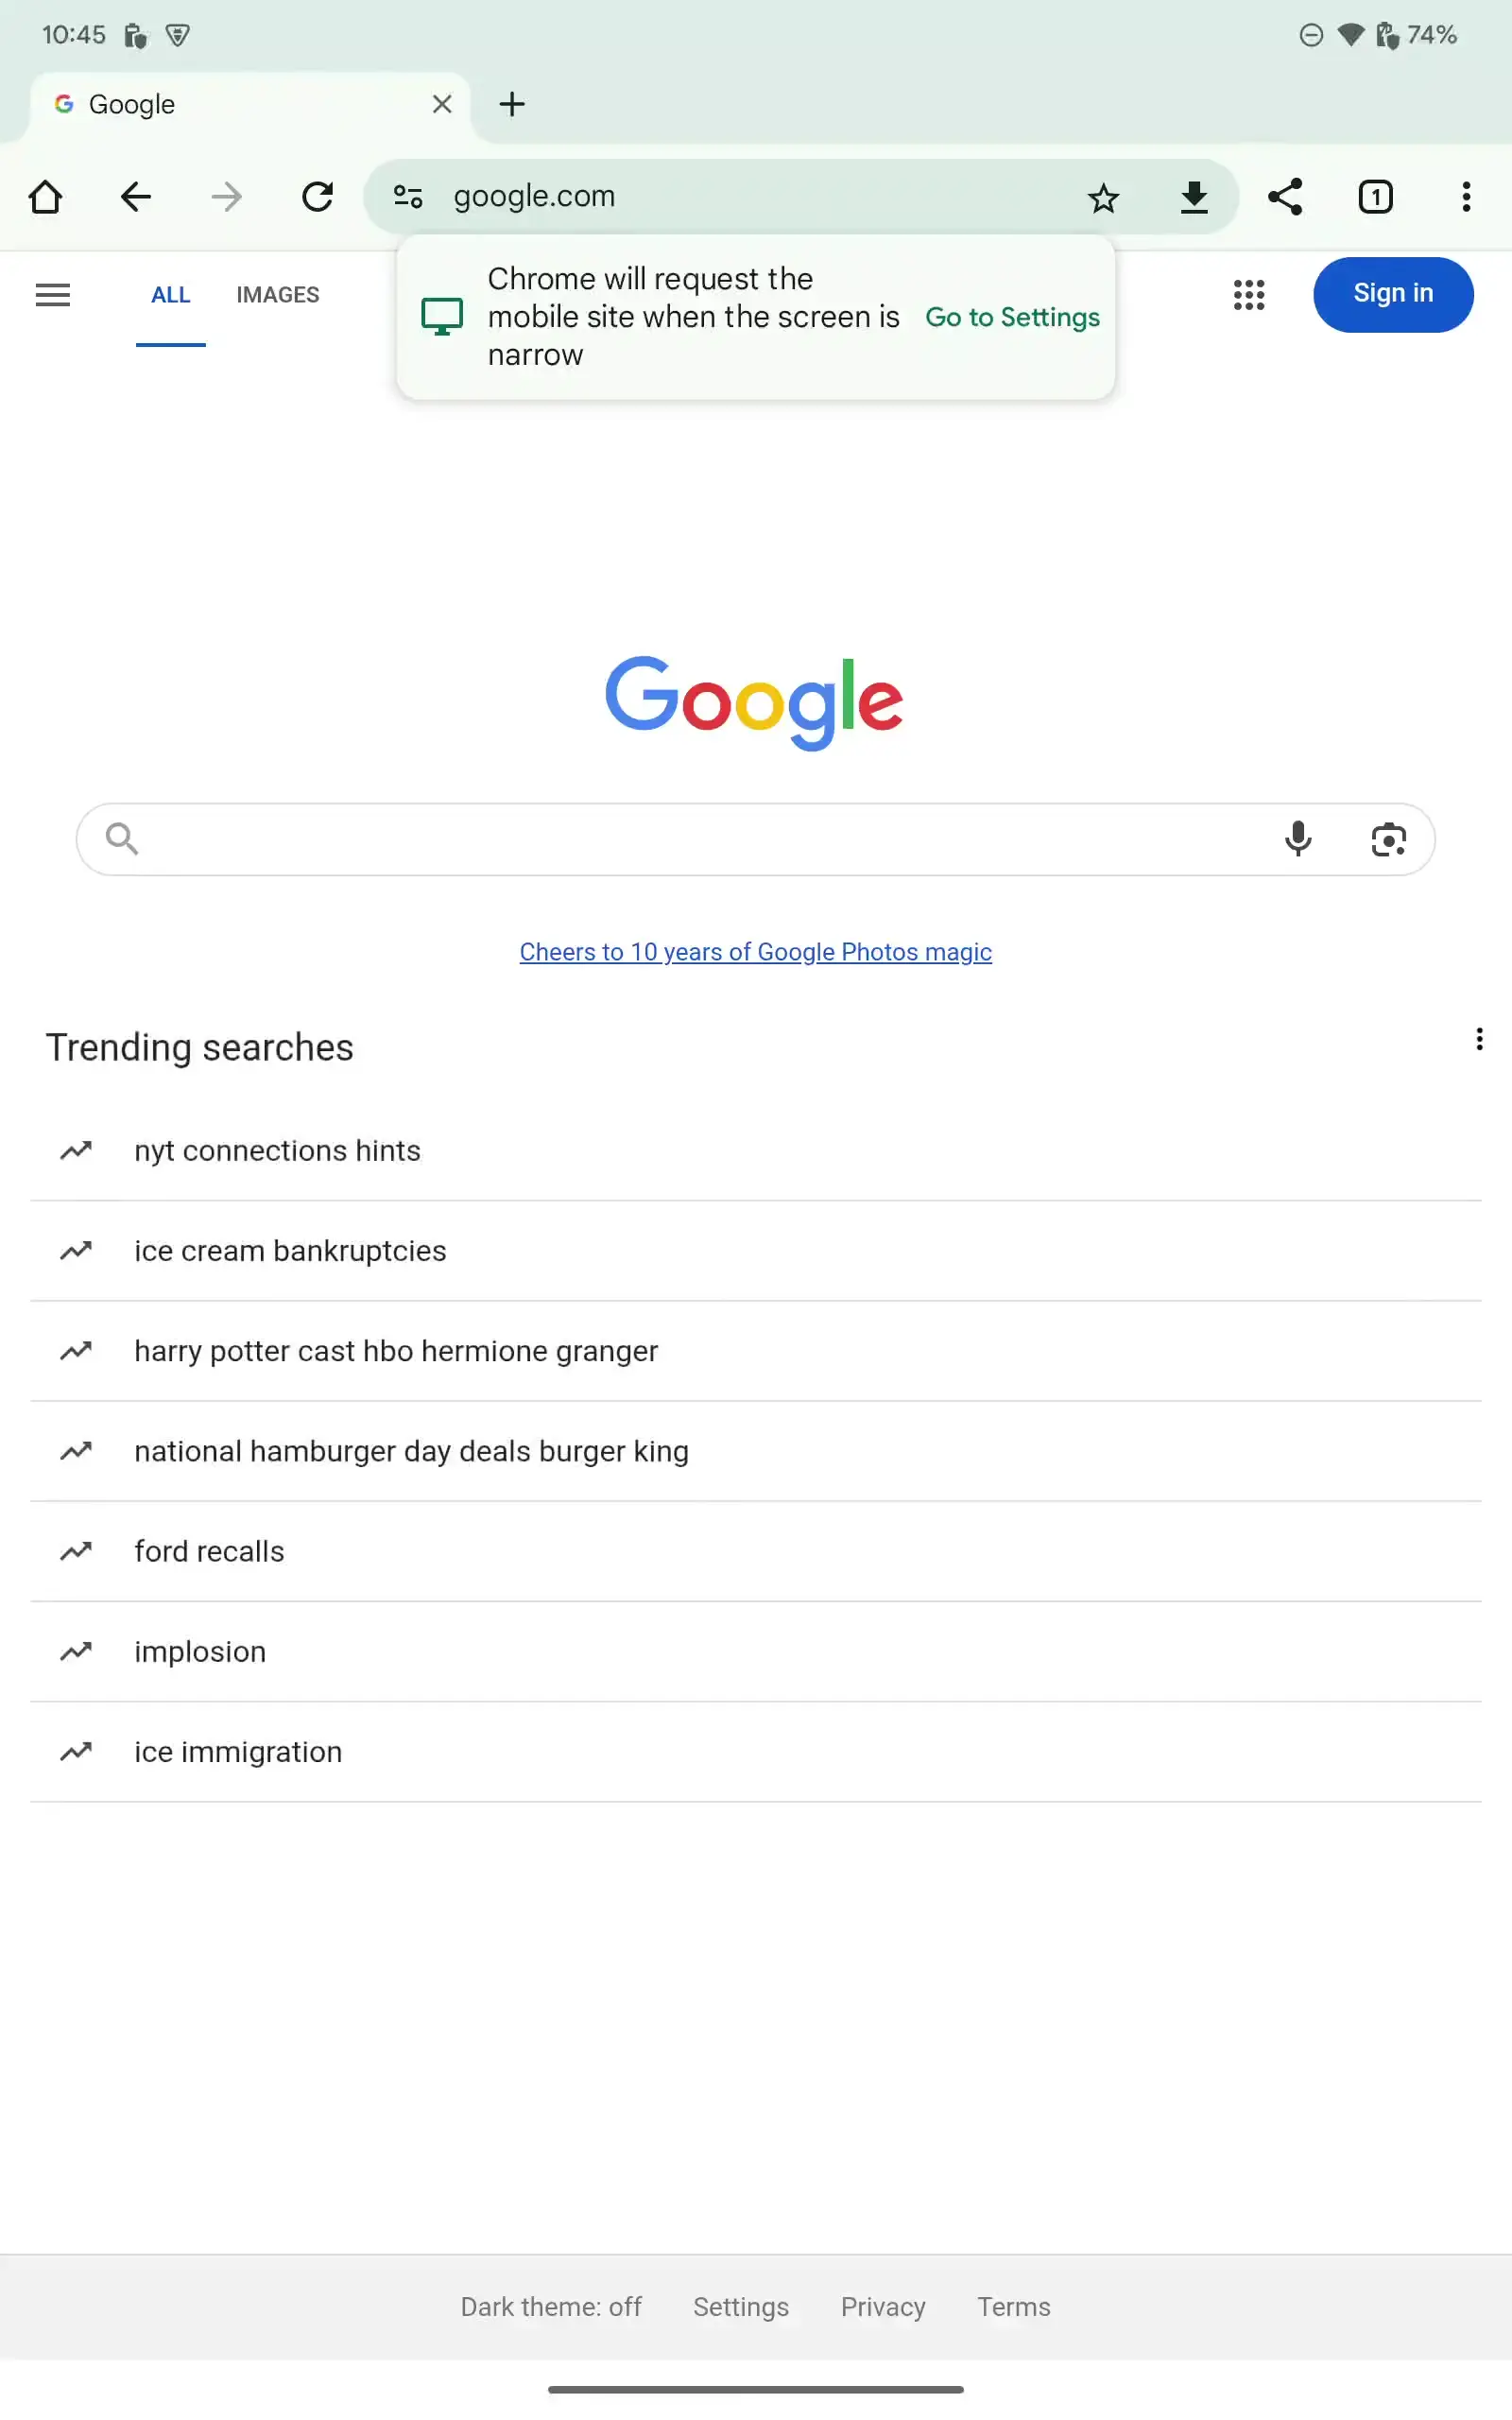 10:45
74%
Google
google.com
1
Chrome will request the
mobile site when the screen is
narrow
Go to Settings
ALL
IMAGES
Sign in
Google
Cheers to 10 years of Google Photos magic
Trending searches
nyt connections hints
ice cream bankruptcies
harry potter cast hbo hermione granger
national hamburger day deals burger king
ford recalls
implosion
ice immigration
Dark theme: off
Settings
Privacy
Terms